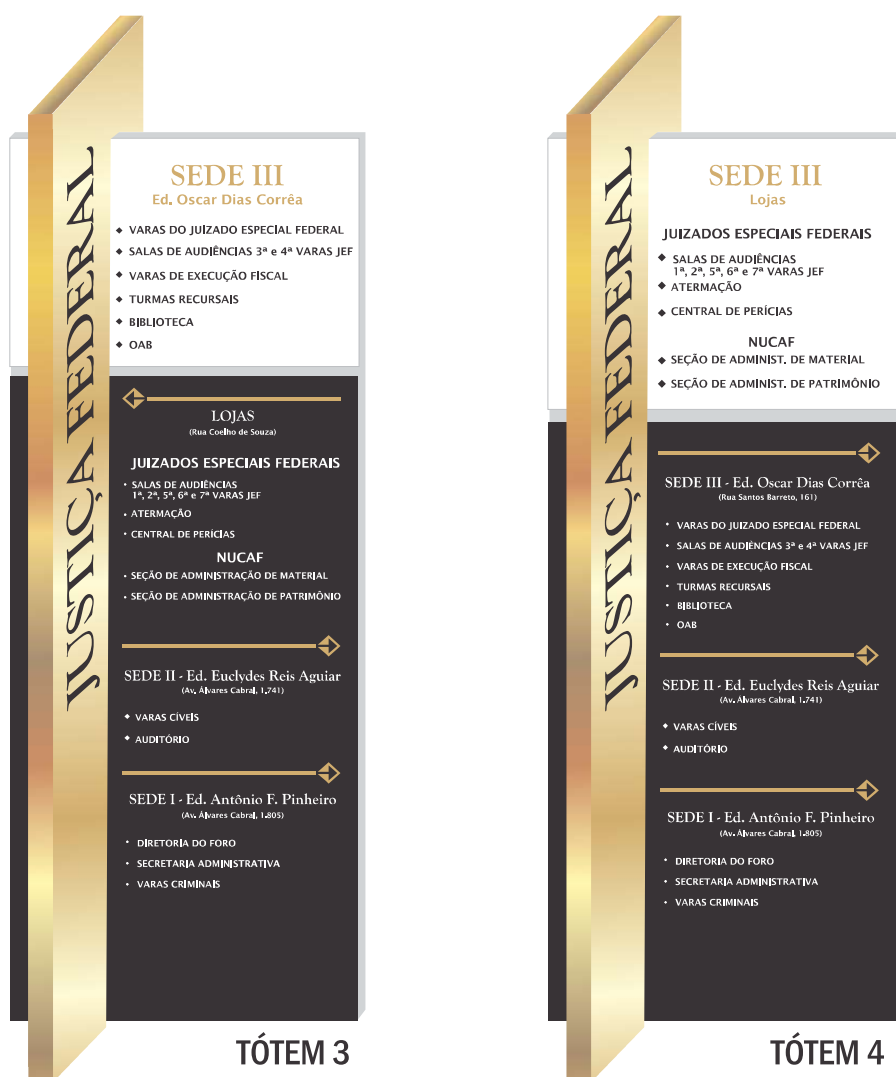 JUSTIÇA FEDERAL
SEDE III
Ed. Oscar Dias Corrêa
VARAS DO JUIZADO ESPECIAL FEDERAL
SALAS DE AUDIÊNCIAS 3ª e 4ª VARAS JEF
VARAS DE EXECUÇÃO FISCAL
TURMAS RECURSAIS
BIBLIOTECA
OAB
LOJAS
(Rua Coelho de Souza)
JUIZADOS ESPECIAIS FEDERAIS
SALAS DE AUDIÊNCIAS
1ª, 2ª, 5ª, 6ª e 7ª VARAS JEF
ATERMAÇÃO
CENTRAL DE PERÍCIAS
NUCAF
SEÇÃO DE ADMINISTRAÇÃO DE MATERIAL
SEÇÃO DE ADMINISTRAÇÃO DE PATRIMÔNIO
SEDE II - Ed. Euclydes Reis Aguiar
(Av. Álvares Cabral, 1.741)
VARAS CÍVEIS
AUDITÓRIO
SEDE I - Ed. Antônio F. Pinheiro
(Av. Álvares Cabral, 1.805)
DIRETORIA DO FORO
SECRETARIA ADMINISTRATIVA
VARAS CRIMINAIS
TÓTEM 3
JUSTIÇA FEDERAL
SEDE III
Lojas
JUIZADOS ESPECIAIS FEDERAIS
SALAS DE AUDIÊNCIAS
1ª, 2ª, 5ª, 6ª e 7ª VARAS JEF
ATERMAÇÃO
CENTRAL DE PERÍCIAS
NUCAF
SEÇÃO DE ADMINIST. DE MATERIAL
SEÇÃO DE ADMINIST. DE PATRIMÔNIO
SEDE III - Ed. Oscar Dias Corrêa
(Rua Santos Barreto, 161)
VARAS DO JUIZADO ESPECIAL FEDERAL
SALAS DE AUDIÊNCIAS 3ª e 4ª VARAS JEF
VARAS DE EXECUÇÃO FISCAL
TURMAS RECURSAIS
BIBLIOTECA
OAB
SEDE II - Ed. Euclydes Reis Aguiar
(Av. Álvares Cabral, 1.741)
VARAS CÍVEIS
AUDITÓRIO
SEDE I - Ed. Antônio F. Pinheiro
(Av. Álvares Cabral, 1.805)
DIRETORIA DO FORO
SECRETARIA ADMINISTRATIVA
VARAS CRIMINAIS
TÓTEM 4